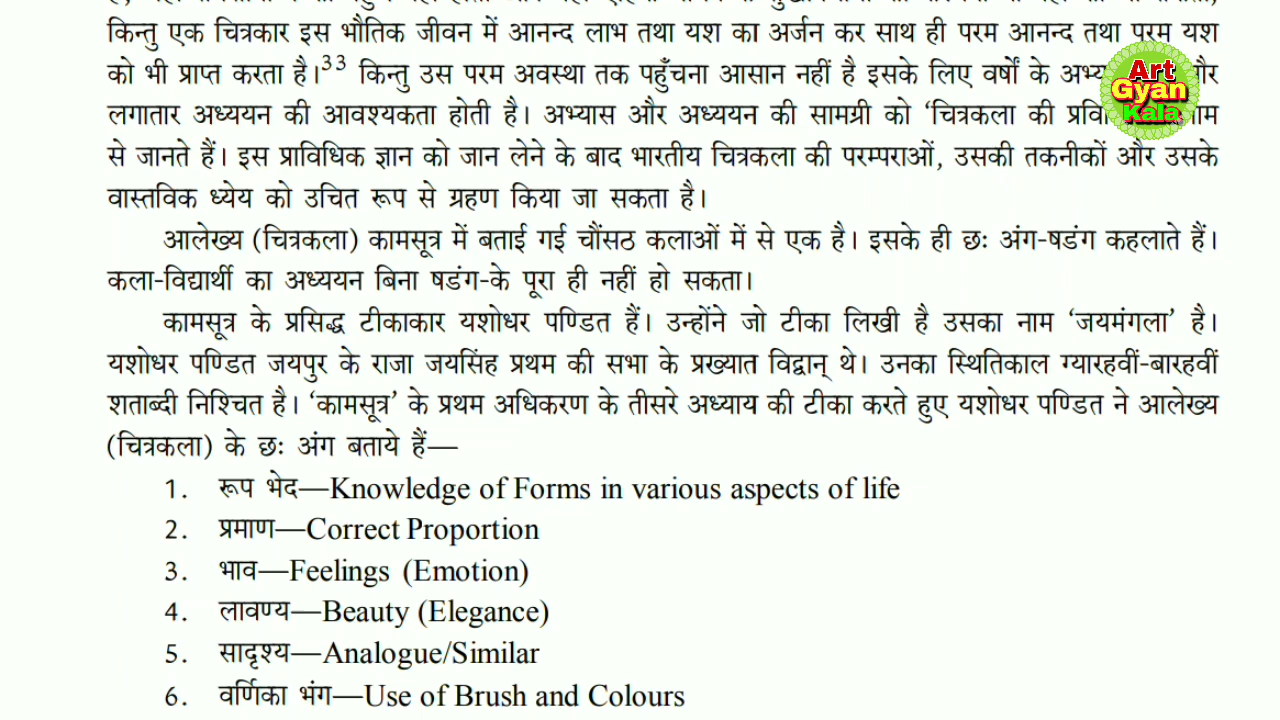 किन्तु एक चित्रकार इस भौतिक जीवन में आनन्द लाभ तथा यश का अर्जन कर साथ ही परम आनन्द तथा परम यश
को भी प्राप्त करता है।33 किन्तु उस परम अवस्था तक पहुँचना आसान नहीं है इसके लिए वर्षों के
लगातार अध्ययन की आवश्यकता होती है। अभ्यास और अध्ययन की सामग्री को ‘चित्रकला की
से जानते हैं। इस प्राविधिक ज्ञान को जान लेने के बाद भारतीय चित्रकला की परम्पराओं, उसकी तकनीकों और उसके
वास्तविक ध्येय को उचित रूप से ग्रहण किया जा सकता है।
आलेख्य (चित्रकला) कामसूत्र में बताई गई चौंसठ कलाओं में से एक है। इसके ही छः अंग-षडंग कहलाते हैं।
कला-विद्यार्थी का अध्ययन बिना षडंग-के पूरा ही नहीं हो सकता।
कामसूत्र के प्रसिद्ध टीकाकार यशोधर पण्डित हैं। उन्होंने जो टीका लिखी है उसका नाम ‘जयमंगला’ है।
यशोधर पण्डित जयपुर के राजा जयसिंह प्रथम की सभा के प्रख्यात विद्वान् थे। उनका स्थितिकाल ग्यारहवीं-बारहवीं
शताब्दी निश्चित है। ‘कामसूत्र’ के प्रथम अधिकरण के तीसरे अध्याय की टीका करते हुए यशोधर पण्डित ने आलेख्य
(चित्रकला) के छः अंग बताये हैं—
1. रूप भेद—Knowledge of Forms in various aspects of life
2. प्रमाण—Correct Proportion
3. भाव—Feelings (Emotion)
4. लावण्य—Beauty (Elegance)
5. सादृश्य—Analogue/Similar
6. वर्णिका भंग—Use of Brush and Colours
Art
Gyan
Kala